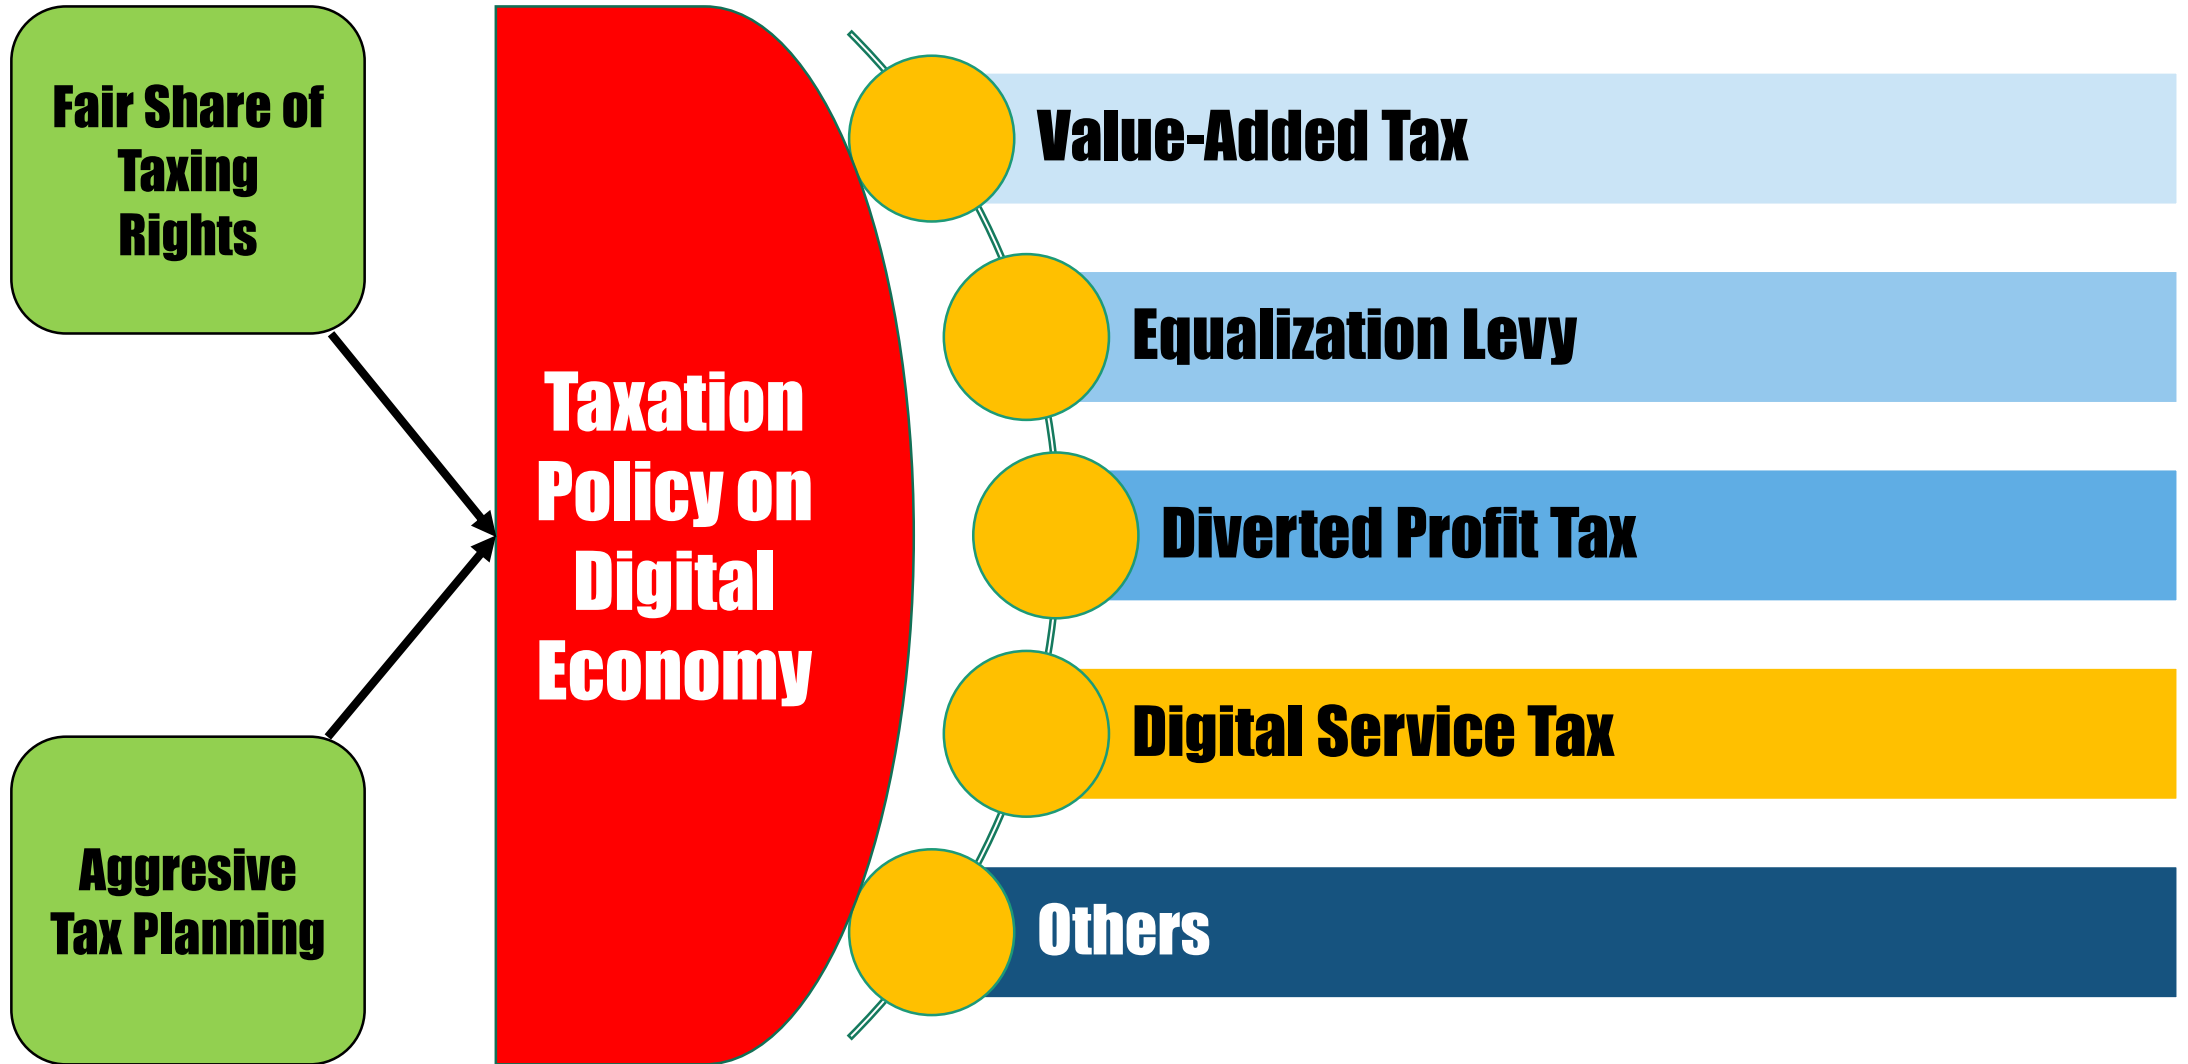 Fair Share of
Taxing
Rights
Aggresive
Tax Planning
Taxation
Policy on
Digital
Economy
Value-Added Tax
Equalization Levy
Diverted Profit Tax
Digital Service Tax
Others